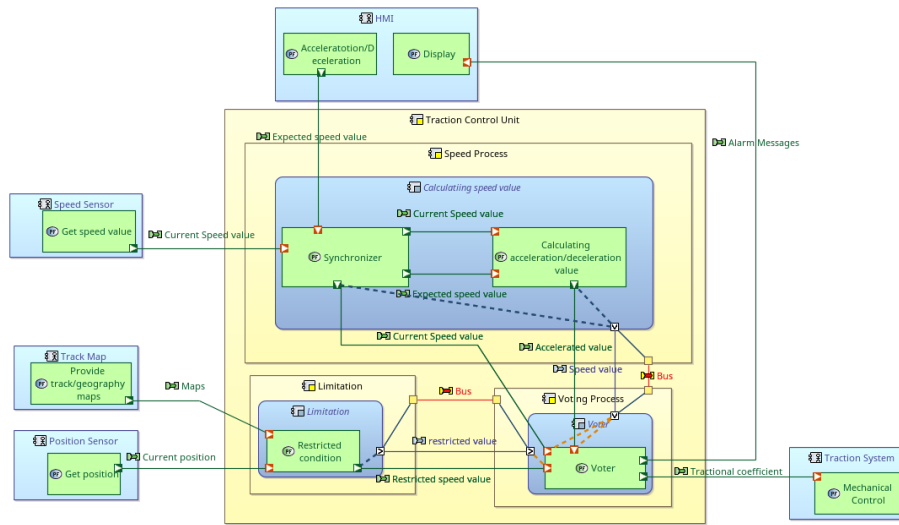 HMI
Acceleratotion/D
eceleration
Display
Traction Control Unit
Expected speed value
Alarm Messages
Speed Process
Calculatiing speed value
Speed Sensor
Get speed value
Current Speed value
Current Speed value
Synchronizer
Calculating
acceleration/deceleration
value
Expected speed value
Current Speed value
Accelerated value
Track Map
Provide
track/geography
maps
Maps
Speed value
Bus
Limitation
Bus
Voting Process
Limitation
Voter
Position Sensor
Get position
Current position
Restricted
condition
restricted value
Voter
Restricted speed value
Tractional coefficient
Traction System
Mechanical
Control